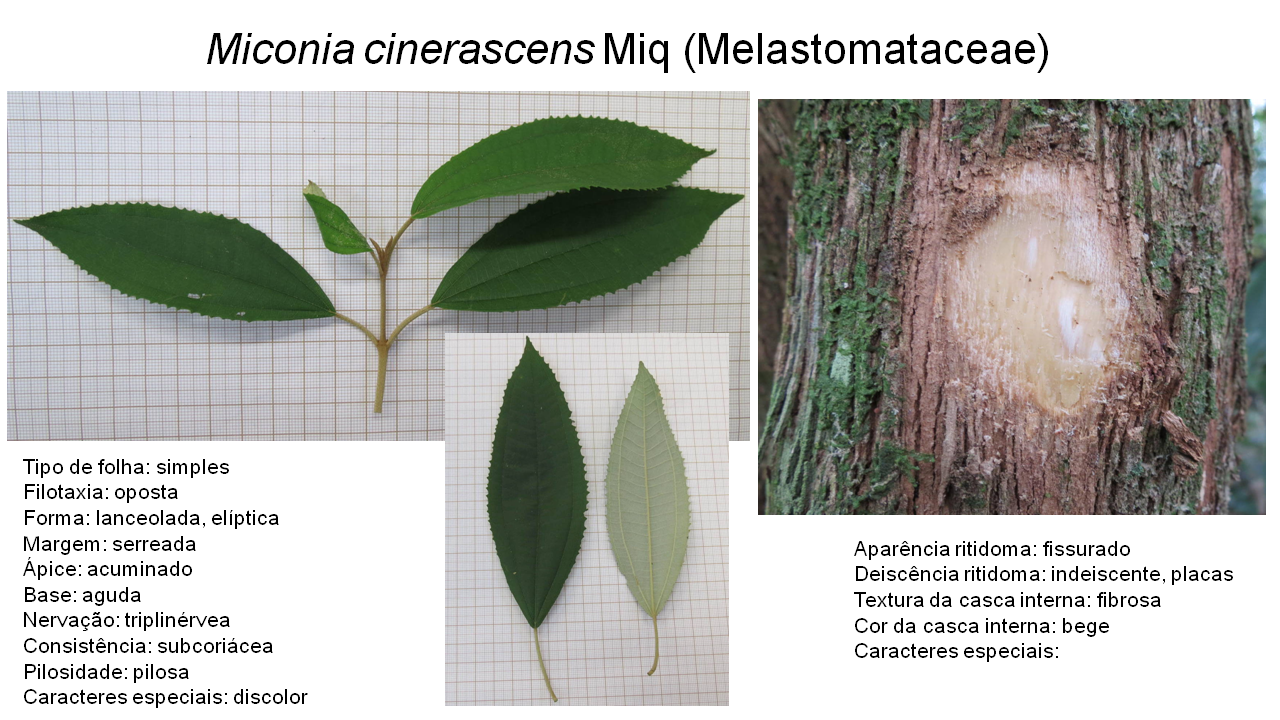 Miconia cinerascens Miq (Melastomataceae)
Tipo de folha: simples
Filotaxia: oposta
Forma: lanceolada, elíptica
Margem: serreada
Ápice: acuminado
Base: aguda
Nervação: triplinérvea
Consistência: subcoriácea
Pilosidade: pilosa
Caracteres especiais: discolor
Aparência ritidoma: fissurado
Deiscência ritidoma: indeiscente, placas
Textura da casca interna: fibrosa
Cor da casca interna: bege
Caracteres especiais: